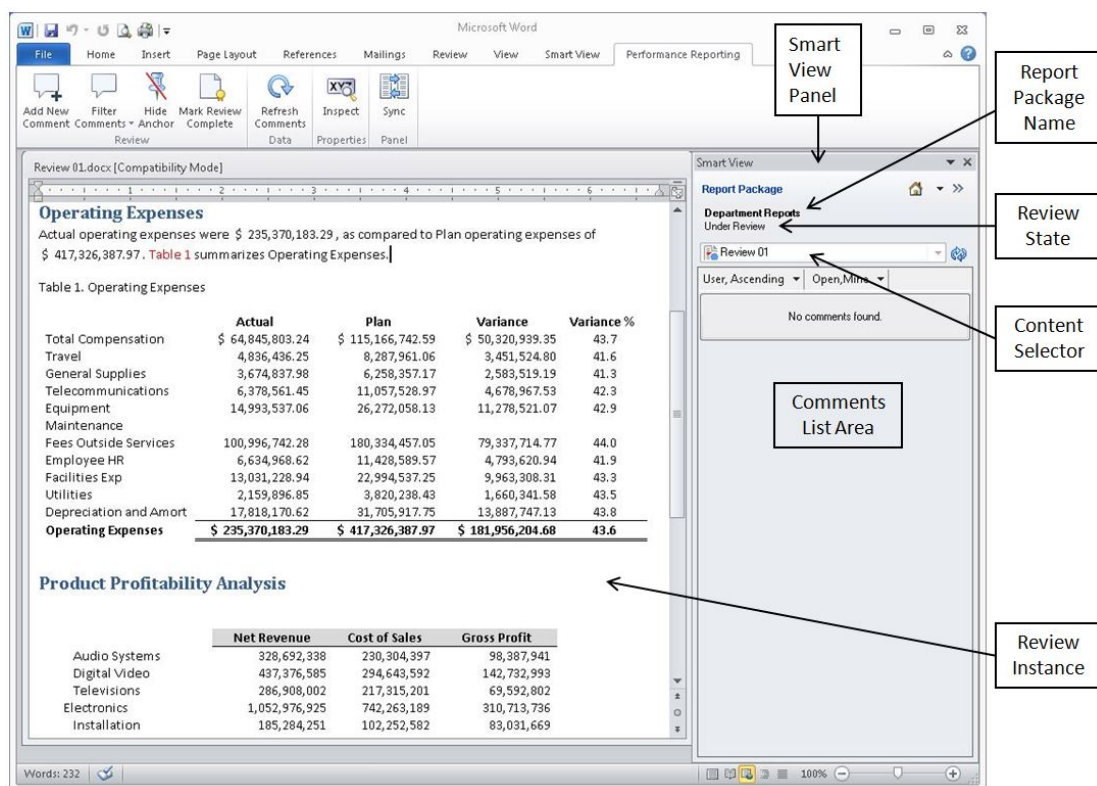 Microsoft Word
File Home Insert Page Layout References Mailings Review View Smart View Performance Reporting
Add New Comment
Filter Comments
Hide Anchor
Mark Review Complete
Refresh Comments
Inspect
Sync
Review Data Properties Panel
Review 01.docx [Compatibility Mode]
1 2 3 4 5 6
Operating Expenses
Actual operating expenses were $ 235,370,183.29 , as compared to Plan operating expenses of
$ 417,326,387.97 . Table 1 summarizes Operating Expenses.
Table 1. Operating Expenses
Actual Plan Variance Variance %
Total Compensation $ 64,845,803.24 $ 115,166,742.59 $ 50,320,939.35 43.7
Travel 4,836,436.25 8,287,961.06 3,451,524.80 41.6
General Supplies 3,674,837.98 6,258,357.17 2,583,519.19 41.3
Telecommunications 6,378,561.45 11,057,528.97 4,678,967.53 42.3
Equipment 14,993,537.06 26,272,058.13 11,278,521.07 42.9
Maintenance
Fees Outside Services 100,996,742.28 180,334,457.05 79,337,714.77 44.0
Employee HR 6,634,968.62 11,428,589.57 4,793,620.94 41.9
Facilities Exp 13,031,228.94 22,994,537.25 9,963,308.31 43.3
Utilities 2,159,896.85 3,820,238.43 1,660,341.58 43.5
Depreciation and Amort 17,818,170.62 31,705,917.75 13,887,747.13 43.8
Operating Expenses $ 235,370,183.29 $ 417,326,387.97 $ 181,956,204.68 43.6
Product Profitability Analysis
Net Revenue Cost of Sales Gross Profit
Audio Systems 328,692,338 230,304,397 98,387,941
Digital Video 437,376,585 294,643,592 142,732,993
Televisions 286,908,002 217,315,201 69,592,802
Electronics 1,052,976,925 742,263,189 310,713,736
Installation 185,284,251 102,252,582 83,031,669
Words: 232
100%
Smart View
Report Package
Department Reports
Under Review
Review 01
User, Ascending Open,Mine
No comments found.
Comments
List Area
Smart
View
Panel
Report
Package
Name
Review
State
Content
Selector
Review
Instance